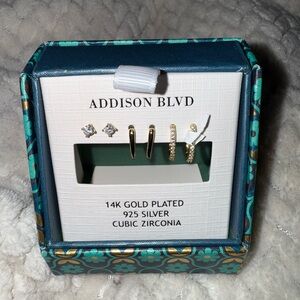 ADDISON BLVD
14K GOLD PLATED
925 SILVER
CUBIC ZIRCONIA